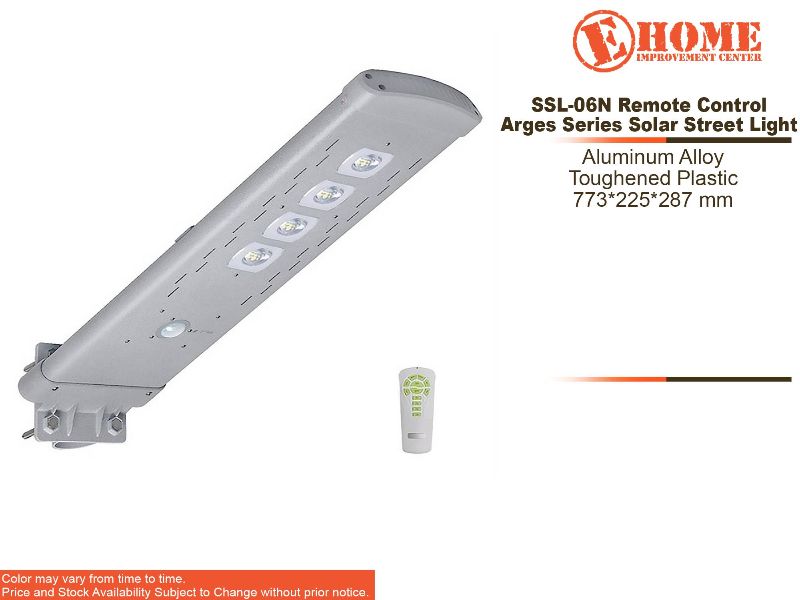 E HOME
IMPROVEMENT CENTER
SSL-06N Remote Control
Arges Series Solar Street Light
Aluminum Alloy
Toughened Plastic
773*225*287 mm
Color may vary from time to time.
Price and Stock Availability Subject to Change without prior notice.